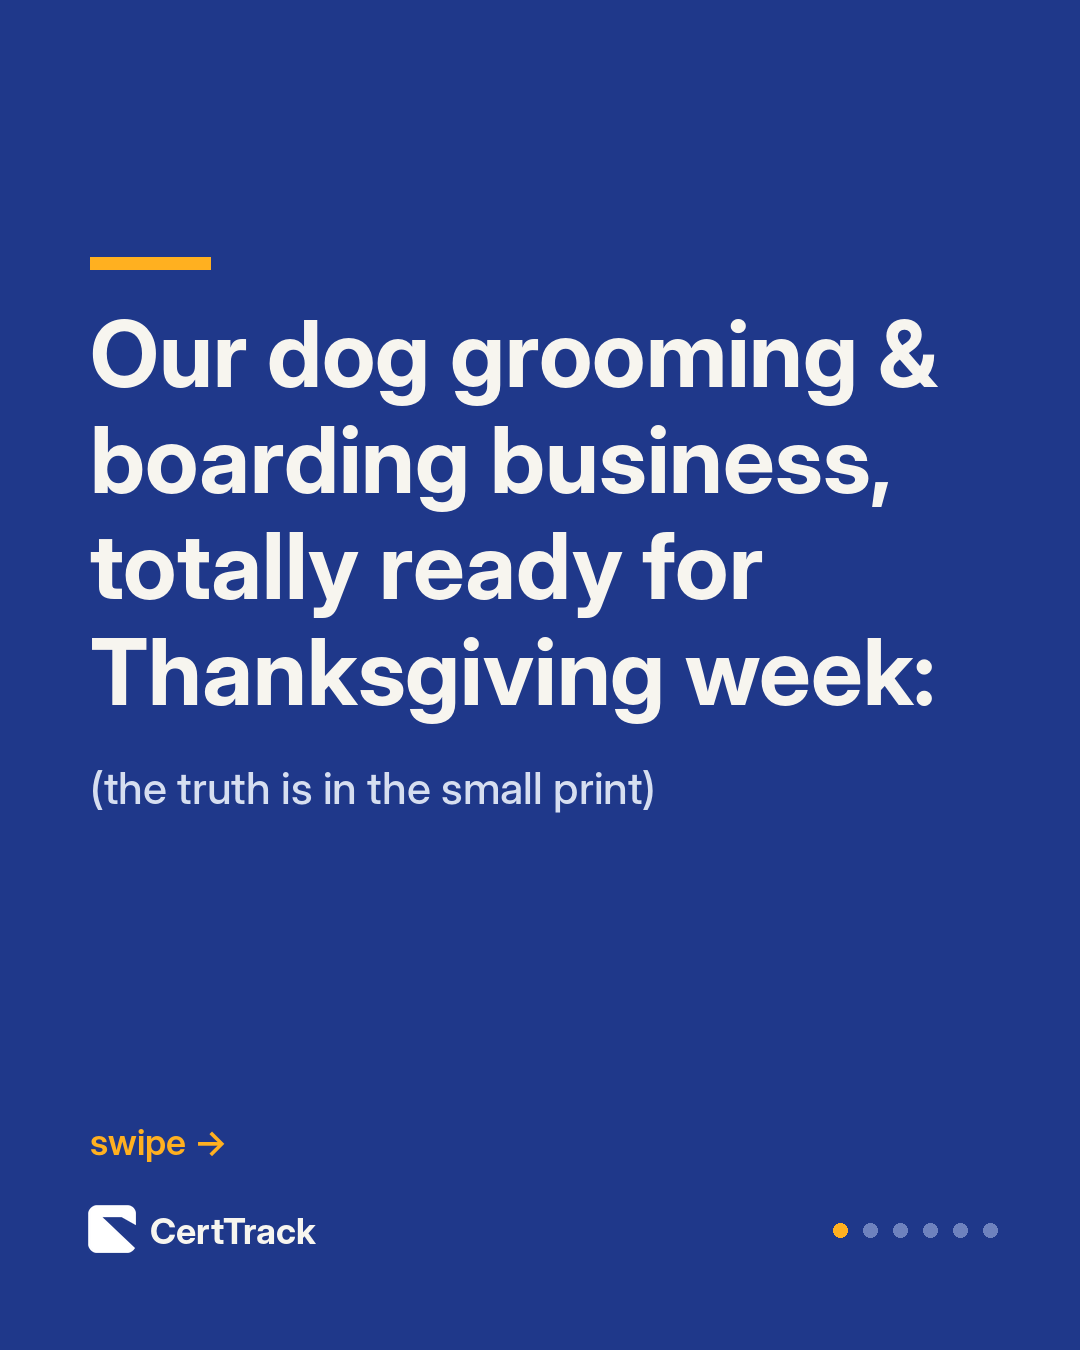 Our dog grooming &
boarding business,
totally ready for
Thanksgiving week:
(the truth is in the small print)
swipe →
CertTrack